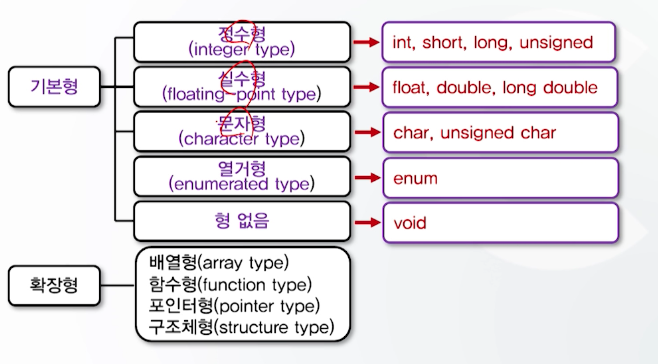 정수형
(integer type)
int, short, long, unsigned
기본형
실수형
(floating-point type)
float, double, long double
문자형
(character type)
char, unsigned char
열거형
(enumerated type)
enum
형 없음
void
확장형
배열형(array type)
함수형(function type)
포인터형(pointer type)
구조체형(structure type)